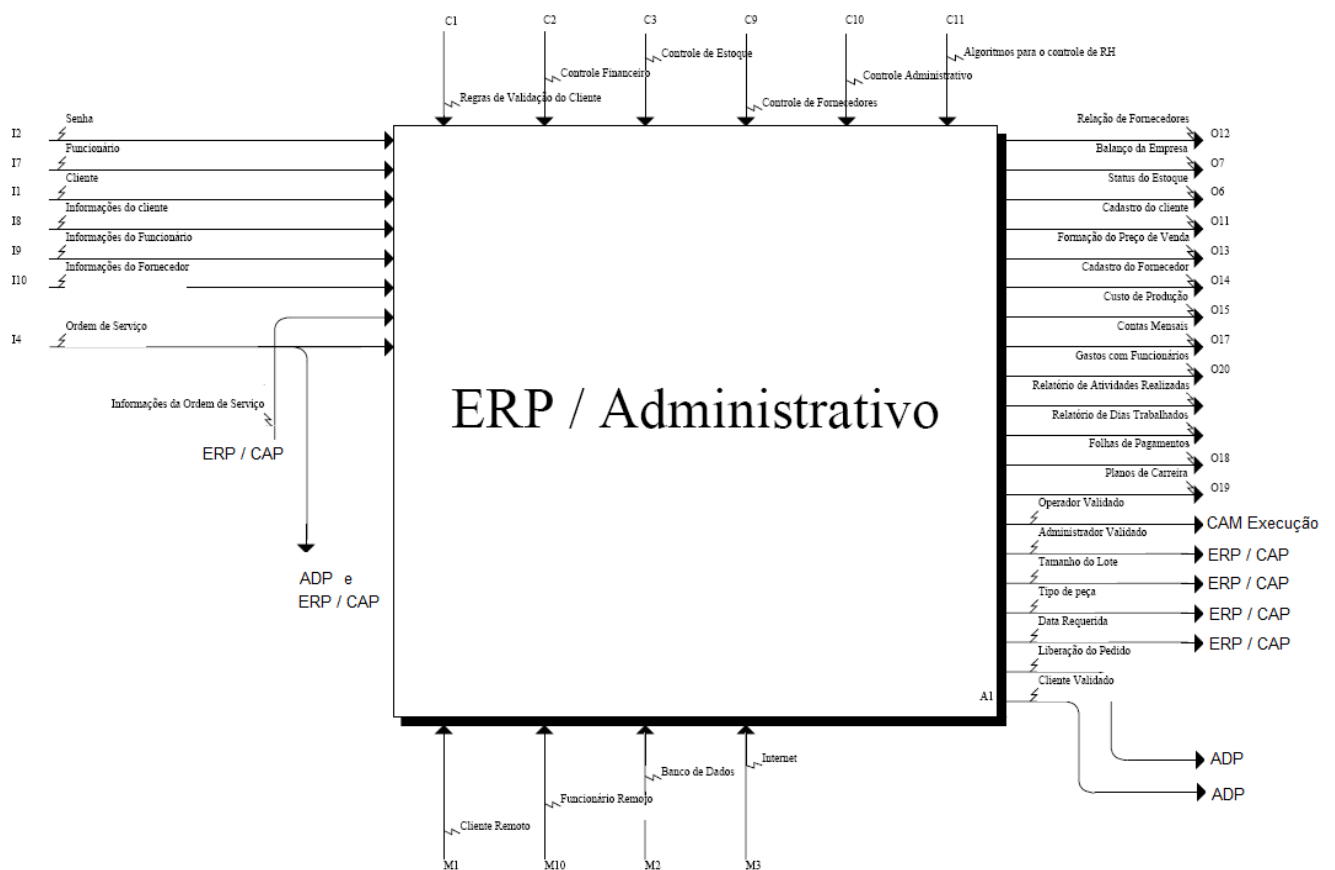 C1
C2
C3
C9
C10
C11
Controle de Estoque
Algoritmos para o controle de RH
Controle Financeiro
Controle Administrativo
Regras de Validação do Cliente
Controle de Fornecedores
I2
Senha
I7
Funcionário
I1
Cliente
I8
Informações do cliente
I9
Informações do Funcionário
I10
Informações do Fornecedor
I4
Ordem de Serviço
Informações da Ordem de Serviço
ERP / CAP
ADP e
ERP / CAP
ERP / Administrativo
A1
Relação de Fornecedores
O12
Balanço da Empresa
O7
Status do Estoque
O6
Cadastro do cliente
O11
Formação do Preço de Venda
O13
Cadastro do Fornecedor
O14
Custo de Produção
O15
Contas Mensais
O17
Gastos com Funcionários
O20
Relatório de Atividades Realizadas
Relatório de Dias Trabalhados
Folhas de Pagamentos
O18
Planos de Carreira
O19
Operador Validado
CAM Execução
Administrador Validado
ERP / CAP
Tamanho do Lote
ERP / CAP
Tipo de peça
ERP / CAP
Data Requerida
ERP / CAP
Liberação do Pedido
Cliente Validado
ADP
ADP
Internet
Banco de Dados
Funcionário Remoto
Cliente Remoto
M1
M10
M2
M3